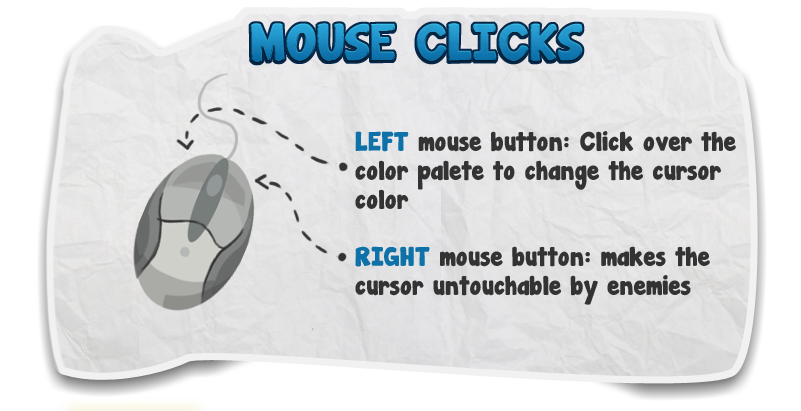 MOUSE CLICKS
LEFT mouse button: Click over the
color palete to change the cursor
color
RIGHT mouse button: makes the
cursor untouchable by enemies